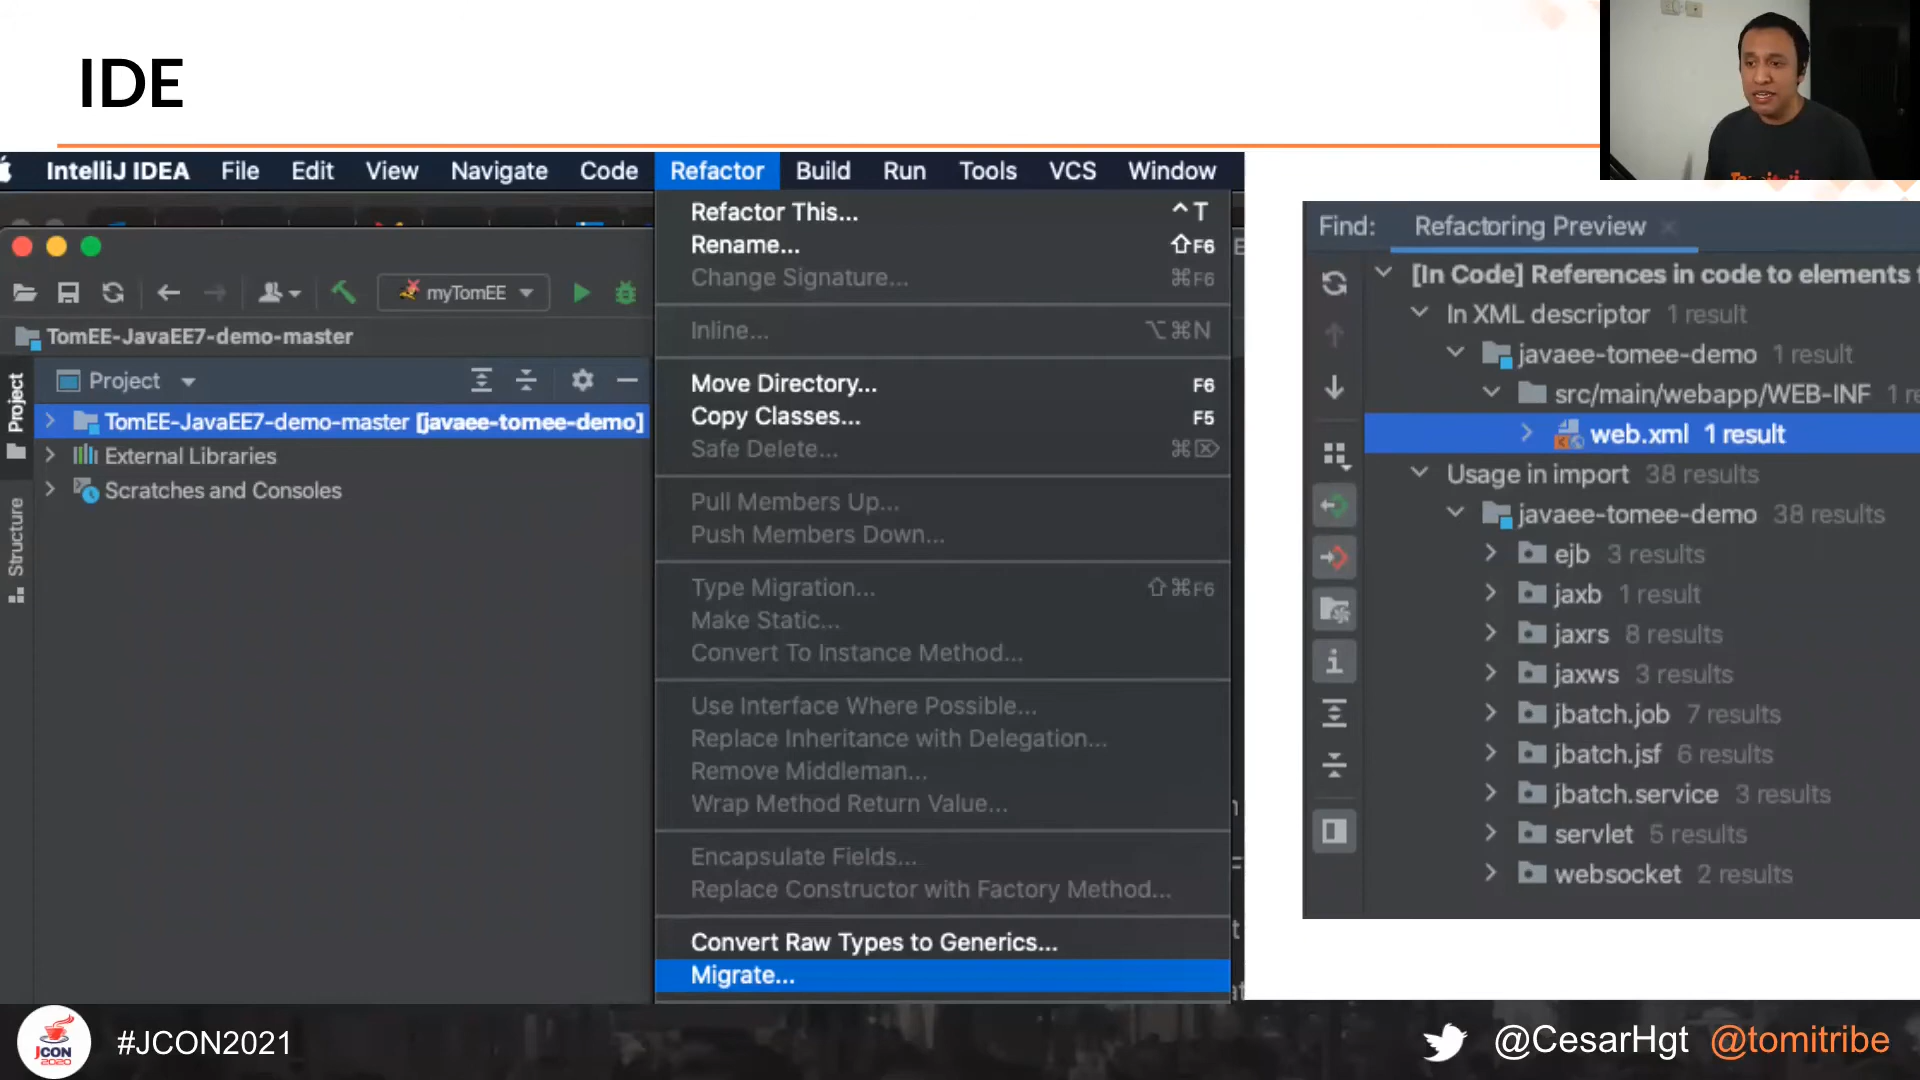 IDE
IntelliJ IDEA File Edit View Navigate Code Refactor Build Run Tools VCS Window
Refactor This... ^T
Rename... ⇧F6
Change Signature... ⌘F6
Inline... ⌥⌘N
Move Directory... F6
Copy Classes... F5
Safe Delete... ⌘⌦
Pull Members Up...
Push Members Down...
Type Migration... ⇧⌘F6
Make Static...
Convert To Instance Method...
Use Interface Where Possible...
Replace Inheritance with Delegation...
Remove Middleman...
Wrap Method Return Value...
Encapsulate Fields...
Replace Constructor with Factory Method...
Convert Raw Types to Generics...
Migrate...
myTomEE
TomEE-JavaEE7-demo-master
Project
Structure
Project
TomEE-JavaEE7-demo-master [javaee-tomee-demo]
External Libraries
Scratches and Consoles
Find: Refactoring Preview
[In Code] References in code to elements
In XML descriptor 1 result
javaee-tomee-demo 1 result
src/main/webapp/WEB-INF 1 re
web.xml 1 result
Usage in import 38 results
javaee-tomee-demo 38 results
ejb 3 results
jaxb 1 result
jaxrs 8 results
jaxws 3 results
jbatch.job 7 results
jbatch.jsf 6 results
jbatch.service 3 results
servlet 5 results
websocket 2 results
JCON
2020
#JCON2021
@CesarHgt @tomitribe